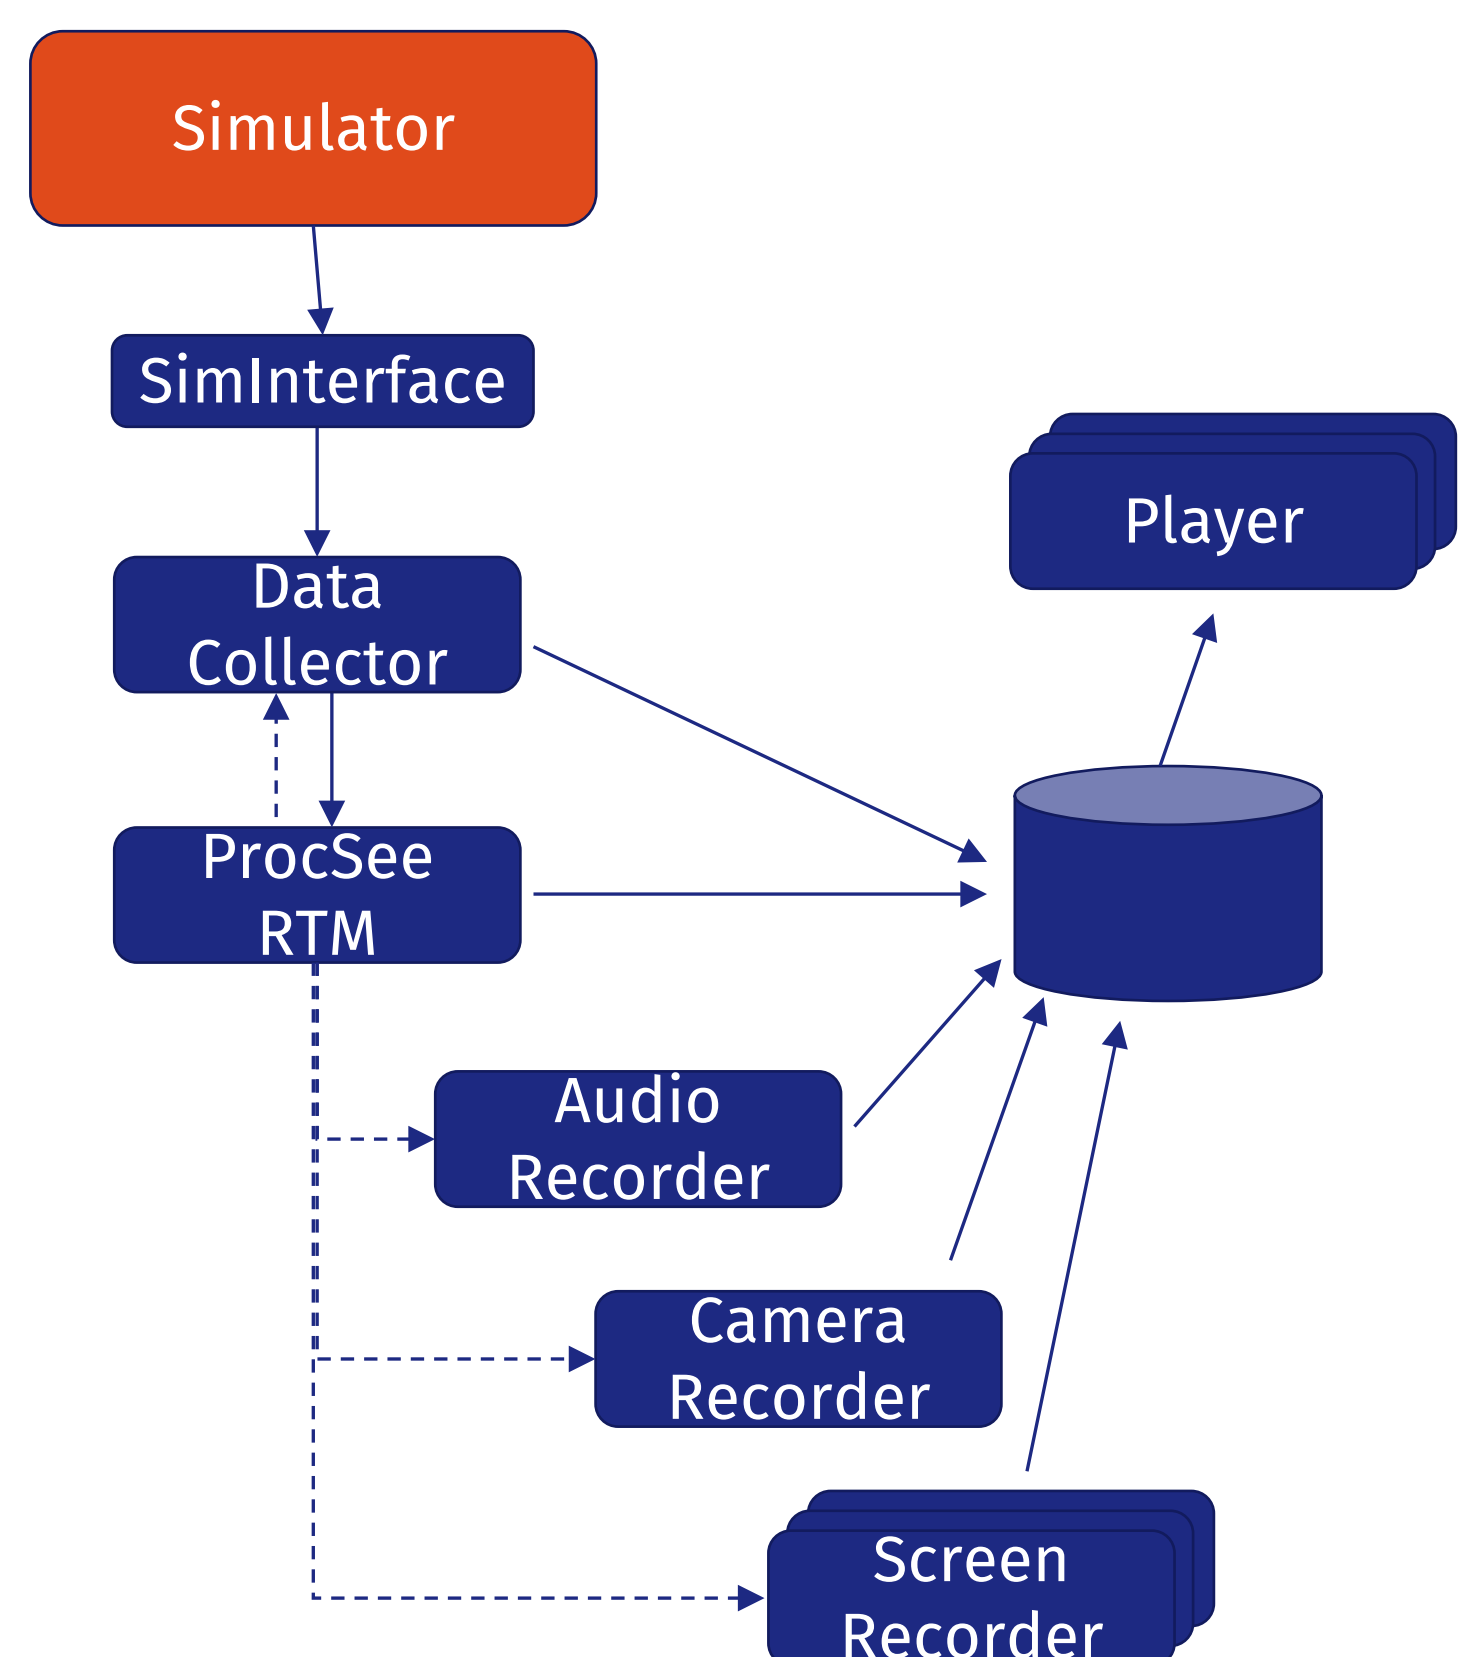 Simulator
SimInterface
Data
Collector
Player
ProcSee
RTM
Audio
Recorder
Camera
Recorder
Screen
Recorder